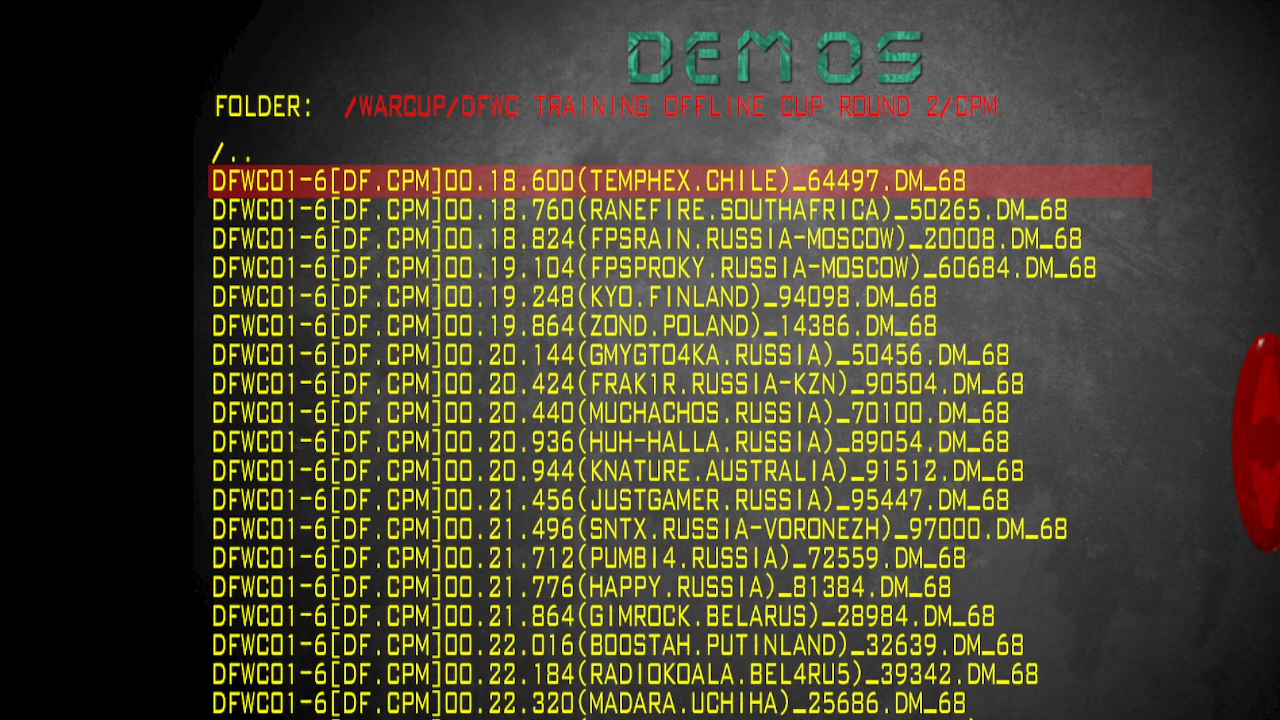 DEMOS
FOLDER: /WARCUP/DFWC TRAINING OFFLINE CUP ROUND 2/CPM
/..
DFWC01-6[DF.CPM]00.18.600(TEMPHEX.CHILE)_64497.DM_68
DFWC01-6[DF.CPM]00.18.760(RANEFIRE.SOUTHAFRICA)_50265.DM_68
DFWC01-6[DF.CPM]00.18.824(FPSRAIN.RUSSIA-MOSCOW)_20008.DM_68
DFWC01-6[DF.CPM]00.19.104(FPSPROKY.RUSSIA-MOSCOW)_60684.DM_68
DFWC01-6[DF.CPM]00.19.248(KYO.FINLAND)_94098.DM_68
DFWC01-6[DF.CPM]00.19.864(ZOND.POLAND)_14386.DM_68
DFWC01-6[DF.CPM]00.20.144(GMYGT04KA.RUSSIA)_50456.DM_68
DFWC01-6[DF.CPM]00.20.424(FRAK1R.RUSSIA-KZN)_90504.DM_68
DFWC01-6[DF.CPM]00.20.440(MUCHACHOS.RUSSIA)_70100.DM_68
DFWC01-6[DF.CPM]00.20.936(HUH-HALLA.RUSSIA)_89054.DM_68
DFWC01-6[DF.CPM]00.20.944(KNATURE.AUSTRALIA)_91512.DM_68
DFWC01-6[DF.CPM]00.21.456(JUSTGAMER.RUSSIA)_95447.DM_68
DFWC01-6[DF.CPM]00.21.496(SNTX.RUSSIA-VORONEZH)_97000.DM_68
DFWC01-6[DF.CPM]00.21.712(PUMBI4.RUSSIA)_72559.DM_68
DFWC01-6[DF.CPM]00.21.776(HAPPY.RUSSIA)_81384.DM_68
DFWC01-6[DF.CPM]00.21.864(GIMROCK.BELARUS)_28984.DM_68
DFWC01-6[DF.CPM]00.22.016(BOOSTAH.PUTINLAND)_32639.DM_68
DFWC01-6[DF.CPM]00.22.184(RADIOKOALA.BEL4RU5)_39342.DM_68
DFWC01-6[DF.CPM]00.22.320(MADARA.UCHIHA)_25686.DM_68